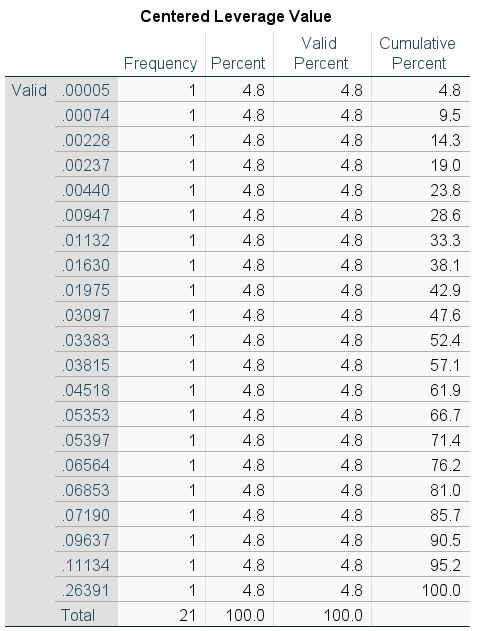 Centered Leverage Value
Frequency Percent Valid Percent Cumulative Percent
Valid .00005 1 4.8 4.8 4.8
.00074 1 4.8 4.8 9.5
.00228 1 4.8 4.8 14.3
.00237 1 4.8 4.8 19.0
.00440 1 4.8 4.8 23.8
.00947 1 4.8 4.8 28.6
.01132 1 4.8 4.8 33.3
.01630 1 4.8 4.8 38.1
.01975 1 4.8 4.8 42.9
.03097 1 4.8 4.8 47.6
.03383 1 4.8 4.8 52.4
.03815 1 4.8 4.8 57.1
.04518 1 4.8 4.8 61.9
.05353 1 4.8 4.8 66.7
.05397 1 4.8 4.8 71.4
.06564 1 4.8 4.8 76.2
.06853 1 4.8 4.8 81.0
.07190 1 4.8 4.8 85.7
.09637 1 4.8 4.8 90.5
.11134 1 4.8 4.8 95.2
.26391 1 4.8 4.8 100.0
Total 21 100.0 100.0